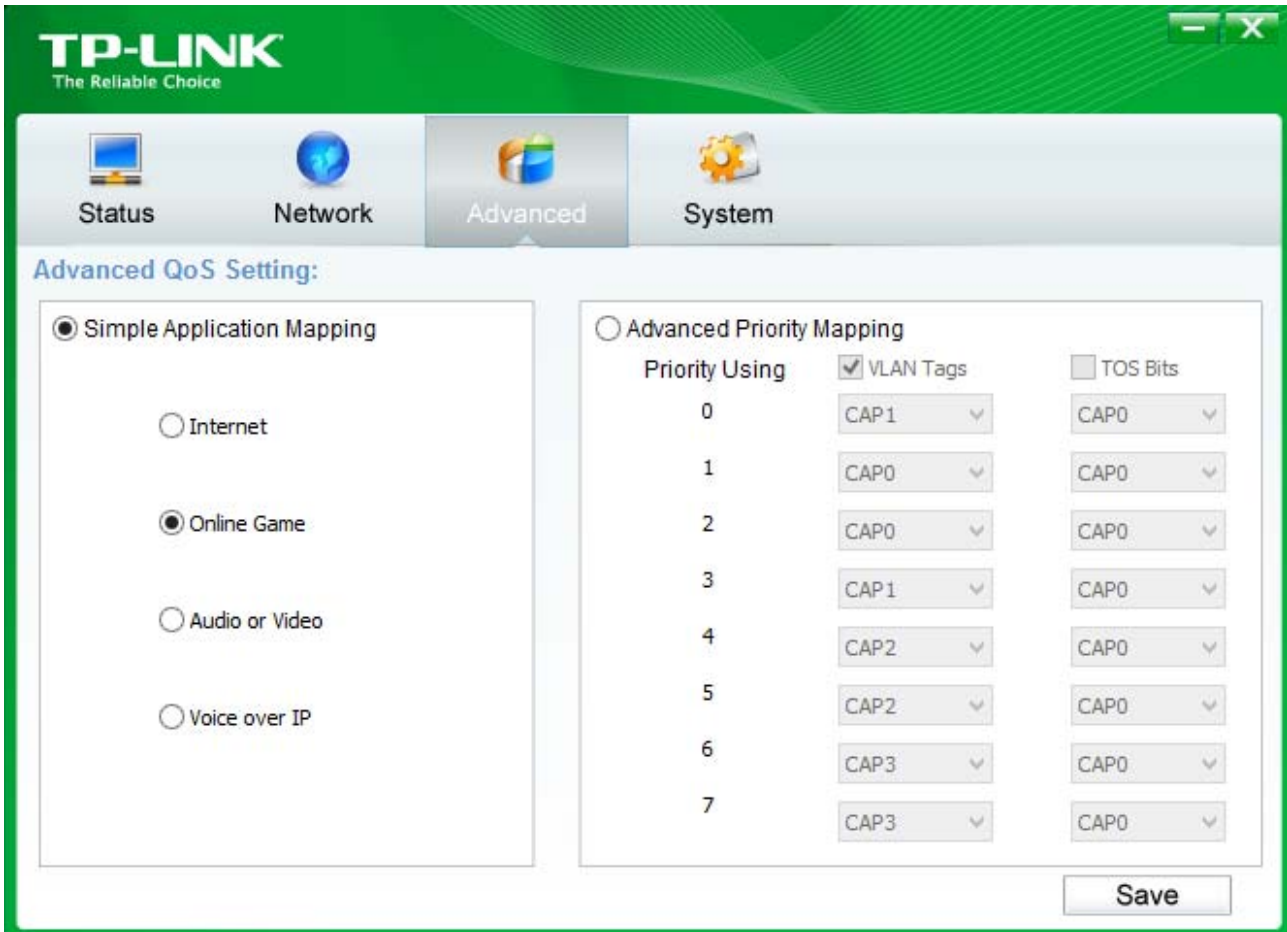 TP-LINK
The Reliable Choice
Status Network Advanced System
Advanced QoS Setting:
Simple Application Mapping
Internet
Online Game
Audio or Video
Voice over IP
Advanced Priority Mapping
Priority Using VLAN Tags TOS Bits
0 CAP1 CAP0
1 CAP0 CAP0
2 CAP0 CAP0
3 CAP1 CAP0
4 CAP2 CAP0
5 CAP2 CAP0
6 CAP3 CAP0
7 CAP3 CAP0
Save